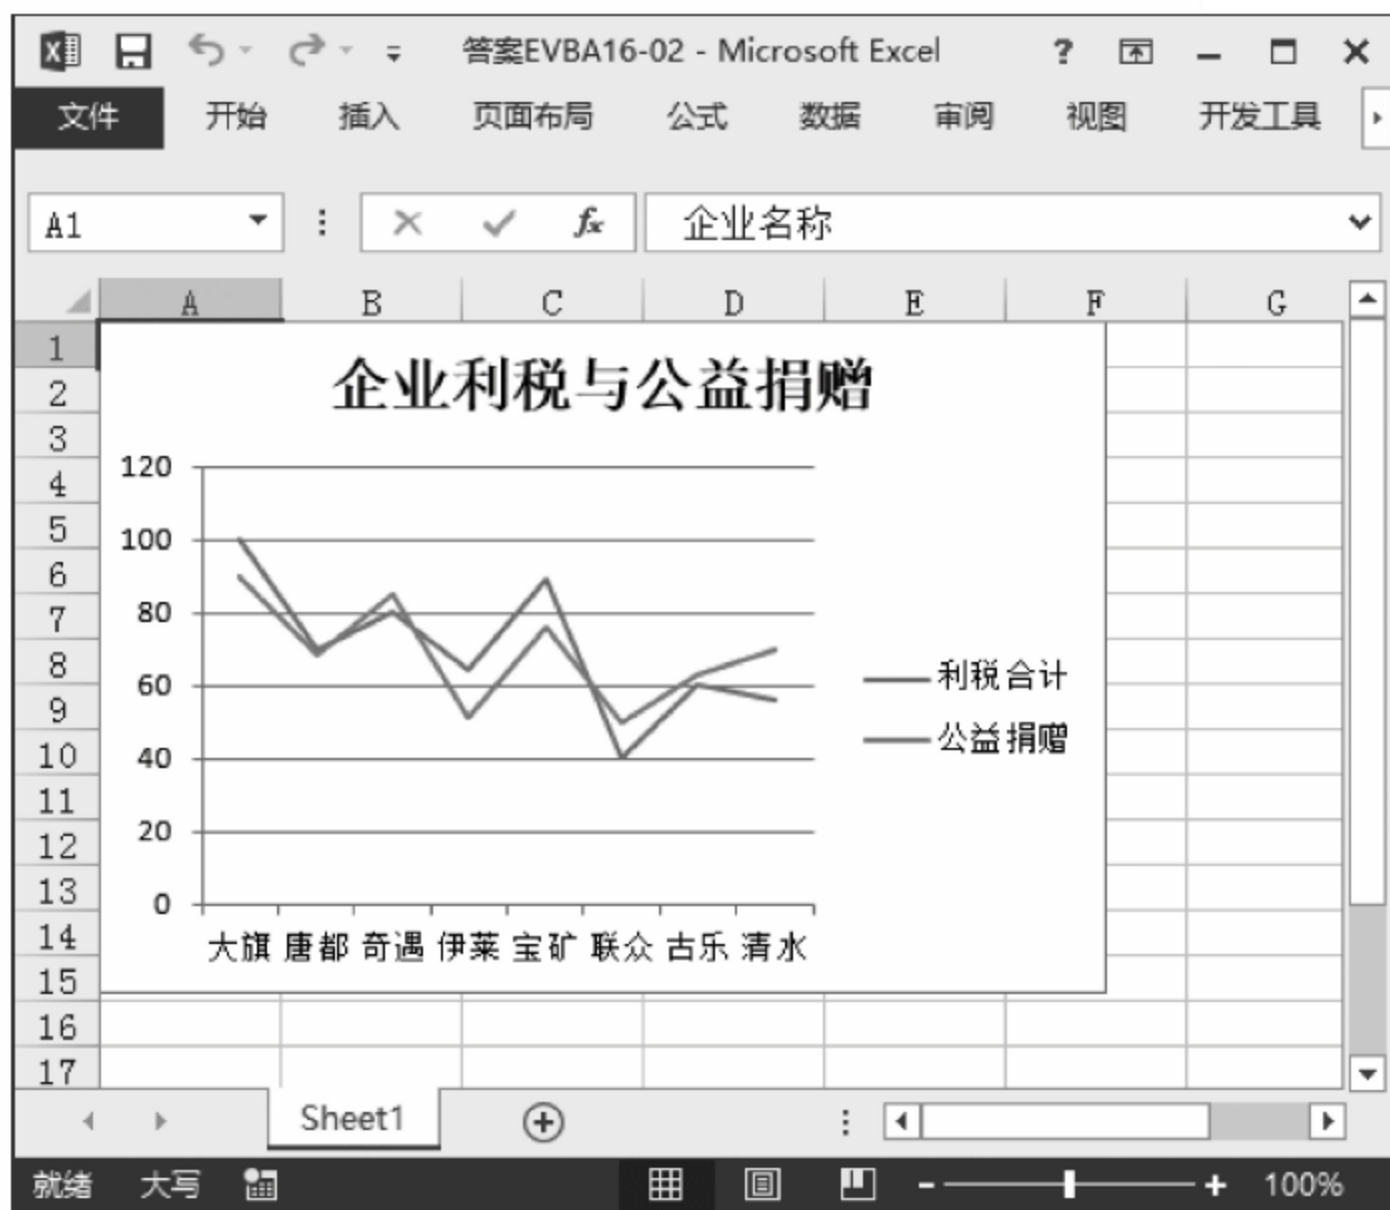 答案EVBA16-02 - Microsoft Excel ?
文件 开始 插入 页面布局 公式 数据 审阅 视图 开发工具
A1 fx 企业名称
A B C D E F G
1
2
3
4
5
6
7
8
9
10
11
12
13
14
15
16
17
企业利税与公益捐赠
120
100
80
60
40
20
0
大旗 唐都 奇遇 伊莱 宝矿 联众 古乐 清水
利税合计
公益捐赠
Sheet1
就绪 大写 100%